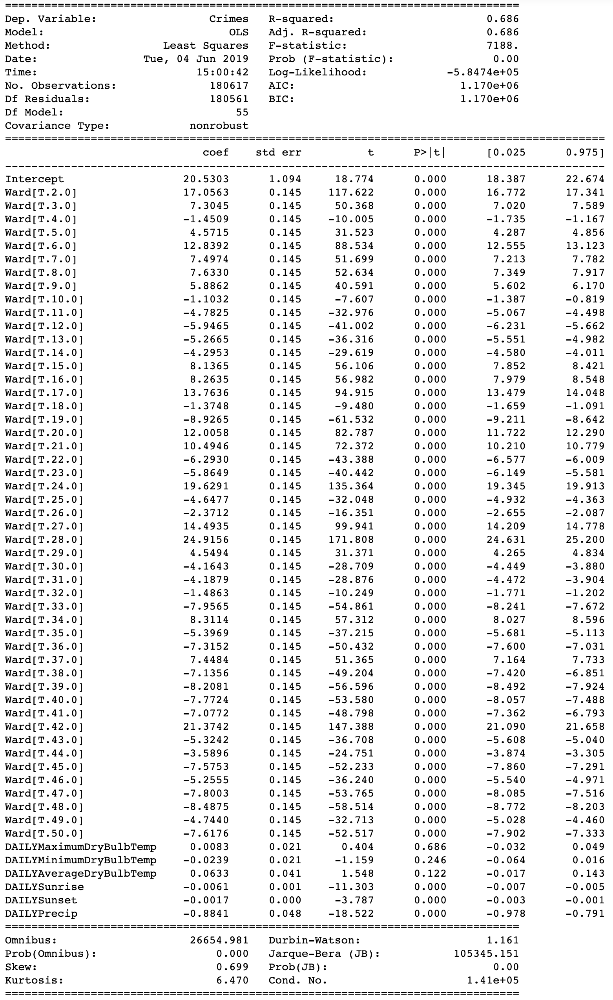 ==============================================================================
Dep. Variable:                 Crimes   R-squared:                       0.686
Model:                            OLS   Adj. R-squared:                  0.686
Method:                 Least Squares   F-statistic:                     7188.
Date:                Tue, 04 Jun 2019   Prob (F-statistic):               0.00
Time:                        15:00:42   Log-Likelihood:            -5.8474e+05
No. Observations:              180617   AIC:                         1.170e+06
Df Residuals:                  180561   BIC:                         1.170e+06
Df Model:                          55
Covariance Type:            nonrobust
===========================================================================================
                              coef    std err          t      P>|t|      [0.025      0.975]
-------------------------------------------------------------------------------------------
Intercept                  20.5303      1.094     18.774      0.000      18.387      22.674
Ward[T.2.0]                17.0563      0.145    117.622      0.000      16.772      17.341
Ward[T.3.0]                 7.3045      0.145     50.368      0.000       7.020       7.589
Ward[T.4.0]                -1.4509      0.145    -10.005      0.000      -1.735      -1.167
Ward[T.5.0]                 4.5715      0.145     31.523      0.000       4.287       4.856
Ward[T.6.0]                12.8392      0.145     88.534      0.000      12.555      13.123
Ward[T.7.0]                 7.4974      0.145     51.699      0.000       7.213       7.782
Ward[T.8.0]                 7.6330      0.145     52.634      0.000       7.349       7.917
Ward[T.9.0]                 5.8862      0.145     40.591      0.000       5.602       6.170
Ward[T.10.0]               -1.1032      0.145     -7.607      0.000      -1.387      -0.819
Ward[T.11.0]               -4.7825      0.145    -32.976      0.000      -5.067      -4.498
Ward[T.12.0]               -5.9465      0.145    -41.002      0.000      -6.231      -5.662
Ward[T.13.0]               -5.2665      0.145    -36.316      0.000      -5.551      -4.982
Ward[T.14.0]               -4.2953      0.145    -29.619      0.000      -4.580      -4.011
Ward[T.15.0]                8.1365      0.145     56.106      0.000       7.852       8.421
Ward[T.16.0]                8.2635      0.145     56.982      0.000       7.979       8.548
Ward[T.17.0]               13.7636      0.145     94.915      0.000      13.479      14.048
Ward[T.18.0]               -1.3748      0.145     -9.480      0.000      -1.659      -1.091
Ward[T.19.0]               -8.9265      0.145    -61.532      0.000      -9.211      -8.642
Ward[T.20.0]               12.0058      0.145     82.787      0.000      11.722      12.290
Ward[T.21.0]               10.4946      0.145     72.372      0.000      10.210      10.779
Ward[T.22.0]               -6.2930      0.145    -43.388      0.000      -6.577      -6.009
Ward[T.23.0]               -5.8649      0.145    -40.442      0.000      -6.149      -5.581
Ward[T.24.0]               19.6291      0.145    135.364      0.000      19.345      19.913
Ward[T.25.0]               -4.6477      0.145    -32.048      0.000      -4.932      -4.363
Ward[T.26.0]               -2.3712      0.145    -16.351      0.000      -2.655      -2.087
Ward[T.27.0]               14.4935      0.145     99.941      0.000      14.209      14.778
Ward[T.28.0]               24.9156      0.145    171.808      0.000      24.631      25.200
Ward[T.29.0]                4.5494      0.145     31.371      0.000       4.265       4.834
Ward[T.30.0]               -4.1643      0.145    -28.709      0.000      -4.449      -3.880
Ward[T.31.0]               -4.1879      0.145    -28.876      0.000      -4.472      -3.904
Ward[T.32.0]               -1.4863      0.145    -10.249      0.000      -1.771      -1.202
Ward[T.33.0]               -7.9565      0.145    -54.861      0.000      -8.241      -7.672
Ward[T.34.0]                8.3114      0.145     57.312      0.000       8.027       8.596
Ward[T.35.0]               -5.3969      0.145    -37.215      0.000      -5.681      -5.113
Ward[T.36.0]               -7.3152      0.145    -50.432      0.000      -7.600      -7.031
Ward[T.37.0]                7.4484      0.145     51.365      0.000       7.164       7.733
Ward[T.38.0]               -7.1356      0.145    -49.204      0.000      -7.420      -6.851
Ward[T.39.0]               -8.2081      0.145    -56.596      0.000      -8.492      -7.924
Ward[T.40.0]               -7.7724      0.145    -53.580      0.000      -8.057      -7.488
Ward[T.41.0]               -7.0772      0.145    -48.798      0.000      -7.362      -6.793
Ward[T.42.0]               21.3742      0.145    147.388      0.000      21.090      21.658
Ward[T.43.0]               -5.3242      0.145    -36.708      0.000      -5.608      -5.040
Ward[T.44.0]               -3.5896      0.145    -24.751      0.000      -3.874      -3.305
Ward[T.45.0]               -7.5753      0.145    -52.233      0.000      -7.860      -7.291
Ward[T.46.0]               -5.2555      0.145    -36.240      0.000      -5.540      -4.971
Ward[T.47.0]               -7.8003      0.145    -53.765      0.000      -8.085      -7.516
Ward[T.48.0]               -8.4875      0.145    -58.514      0.000      -8.772      -8.203
Ward[T.49.0]               -4.7440      0.145    -32.713      0.000      -5.028      -4.460
Ward[T.50.0]               -7.6176      0.145    -52.517      0.000      -7.902      -7.333
DAILYMaximumDryBulbTemp     0.0083      0.021      0.404      0.686      -0.032       0.049
DAILYMinimumDryBulbTemp    -0.0239      0.021     -1.159      0.246      -0.064       0.016
DAILYAverageDryBulbTemp     0.0633      0.041      1.548      0.122      -0.017       0.143
DAILYSunrise               -0.0061      0.001    -11.303      0.000      -0.007      -0.005
DAILYSunset                -0.0017      0.000     -3.787      0.000      -0.003      -0.001
DAILYPrecip                -0.8841      0.048    -18.522      0.000      -0.978      -0.791
==============================================================================
Omnibus:                    26654.981   Durbin-Watson:                   1.161
Prob(Omnibus):                  0.000   Jarque-Bera (JB):           105345.151
Skew:                           0.699   Prob(JB):                         0.00
Kurtosis:                       6.470   Cond. No.                     1.41e+05
==============================================================================